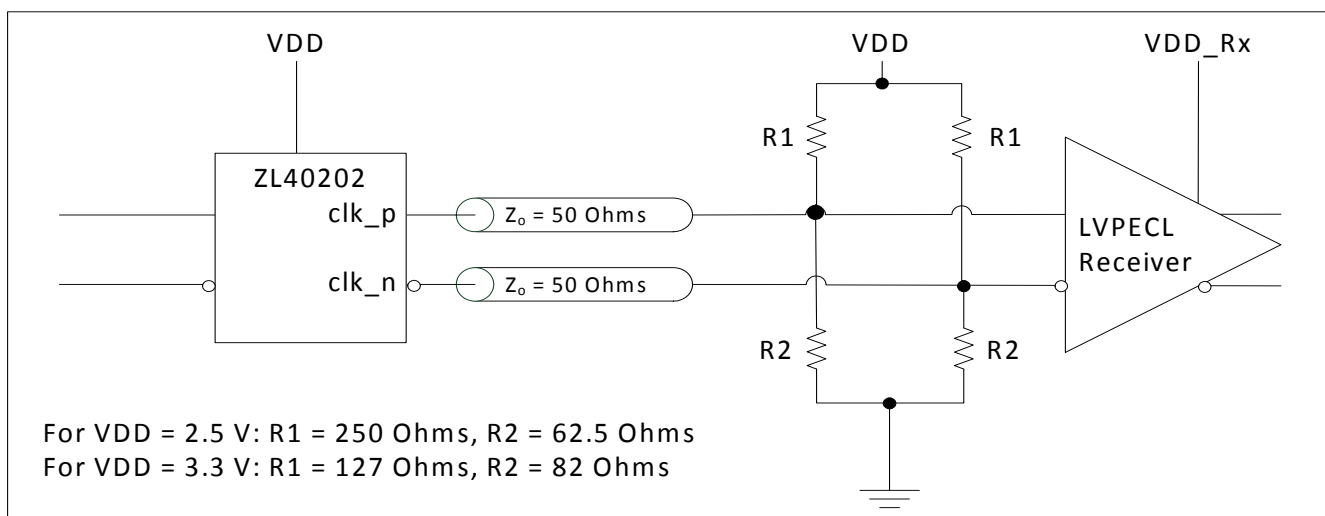 VDD
VDD
VDD_Rx
ZL40202
clk_p
clk_n
Zo = 50 Ohms
Zo = 50 Ohms
R1
R1
R2
R2
LVPECL
Receiver
For VDD = 2.5 V: R1 = 250 Ohms, R2 = 62.5 Ohms
For VDD = 3.3 V: R1 = 127 Ohms, R2 = 82 Ohms